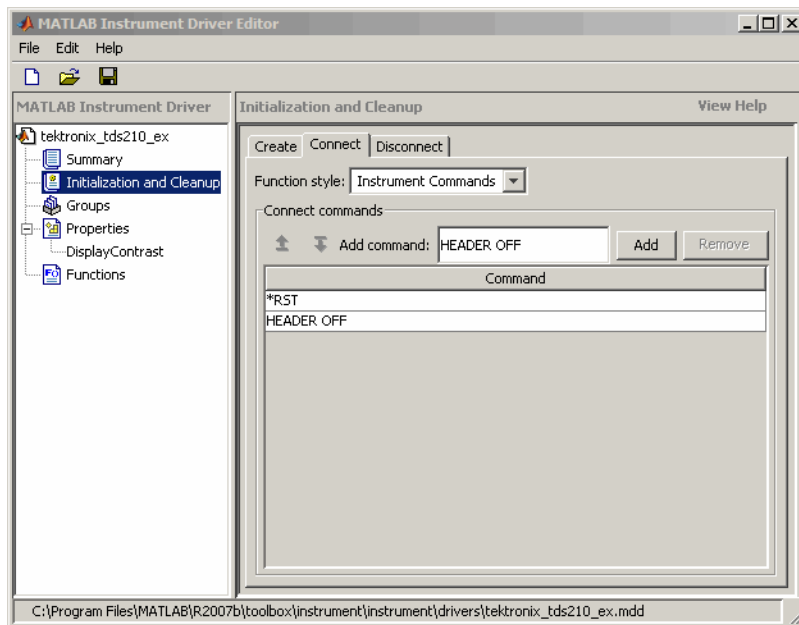 MATLAB Instrument Driver Editor
File Edit Help
MATLAB Instrument Driver
Initialization and Cleanup View Help
tektronix_tds210_ex
Summary
Initialization and Cleanup
Groups
Properties
DisplayContrast
Functions
Create Connect Disconnect
Function style: Instrument Commands
Connect commands
Add command: HEADER OFF Add Remove
Command
*RST
HEADER OFF
C:\Program Files\MATLAB\R2007b\toolbox\instrument\instrument\drivers\tektronix_tds210_ex.mdd